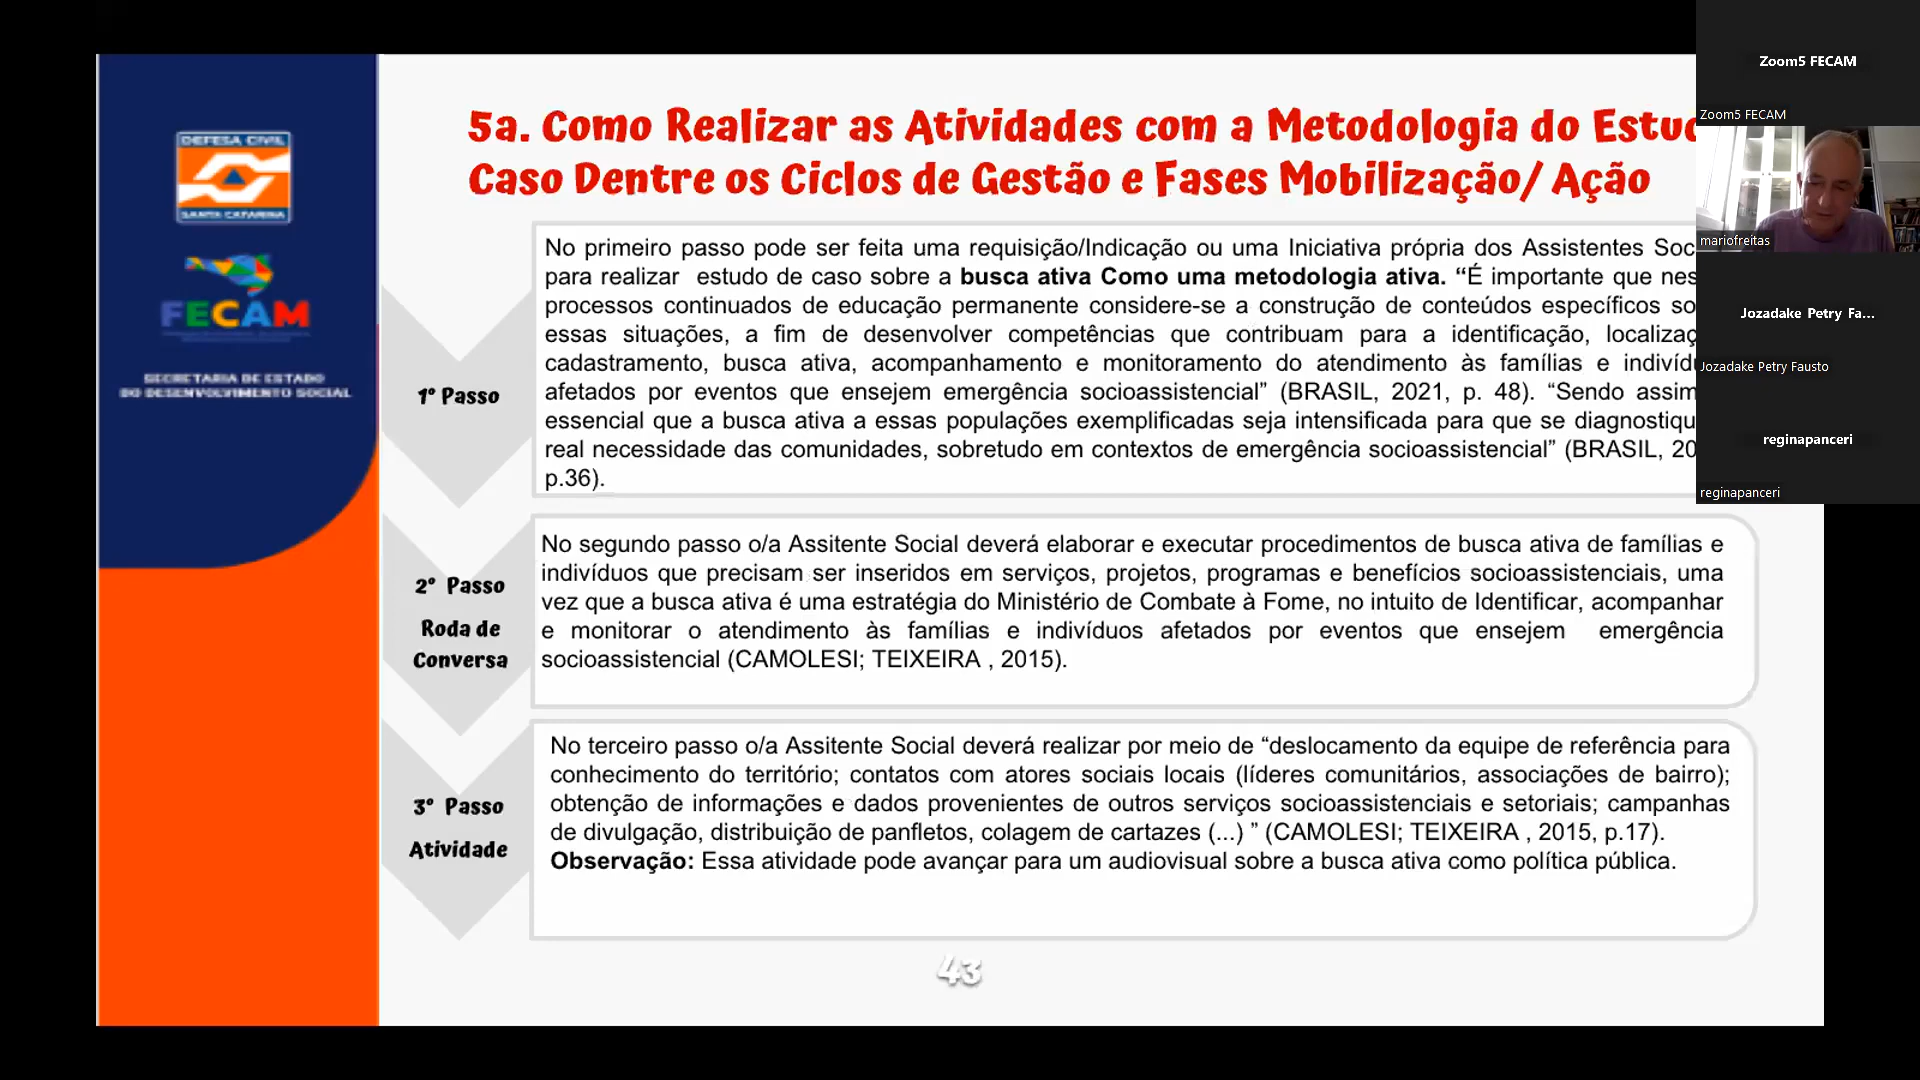 DEFESA CIVIL
SANTA CATARINA
FECAM
SECRETARIA DE ESTADO
DO DESENVOLVIMENTO SOCIAL
5a. Como Realizar as Atividades com a Metodologia do
Caso Dentre os Ciclos de Gestão e Fases Mobilização/ Ação
1º Passo
No primeiro passo pode ser feita uma requisição/Indicação ou uma Iniciativa própria dos Assistentes
para realizar estudo de caso sobre a busca ativa Como uma metodologia ativa. “É importante que
processos continuados de educação permanente considere-se a construção de conteúdos específicos
essas situações, a fim de desenvolver competências que contribuam para a identificação,
cadastramento, busca ativa, acompanhamento e monitoramento do atendimento às famílias e
afetados por eventos que ensejem emergência socioassistencial” (BRASIL, 2021, p. 48). “Sendo assim
essencial que a busca ativa a essas populações exemplificadas seja intensificada para que se
real necessidade das comunidades, sobretudo em contextos de emergência socioassistencial” (BRASIL,
p.36).
2º Passo
Roda de
Conversa
No segundo passo o/a Assitente Social deverá elaborar e executar procedimentos de busca ativa de famílias e
indivíduos que precisam ser inseridos em serviços, projetos, programas e benefícios socioassistenciais, uma
vez que a busca ativa é uma estratégia do Ministério de Combate à Fome, no intuito de Identificar, acompanhar
e monitorar o atendimento às famílias e indivíduos afetados por eventos que ensejem emergência
socioassistencial (CAMOLESI; TEIXEIRA , 2015).
3º Passo
Atividade
No terceiro passo o/a Assitente Social deverá realizar por meio de “deslocamento da equipe de referência para
conhecimento do território; contatos com atores sociais locais (líderes comunitários, associações de bairro);
obtenção de informações e dados provenientes de outros serviços socioassistenciais e setoriais; campanhas
de divulgação, distribuição de panfletos, colagem de cartazes (...) ” (CAMOLESI; TEIXEIRA , 2015, p.17).
Observação: Essa atividade pode avançar para um audiovisual sobre a busca ativa como política pública.
43
Zoom5 FECAM
Zoom5 FECAM
mariofreitas
Jozadake Petry Fa...
Jozadake Petry Fausto
reginapanceri
reginapanceri